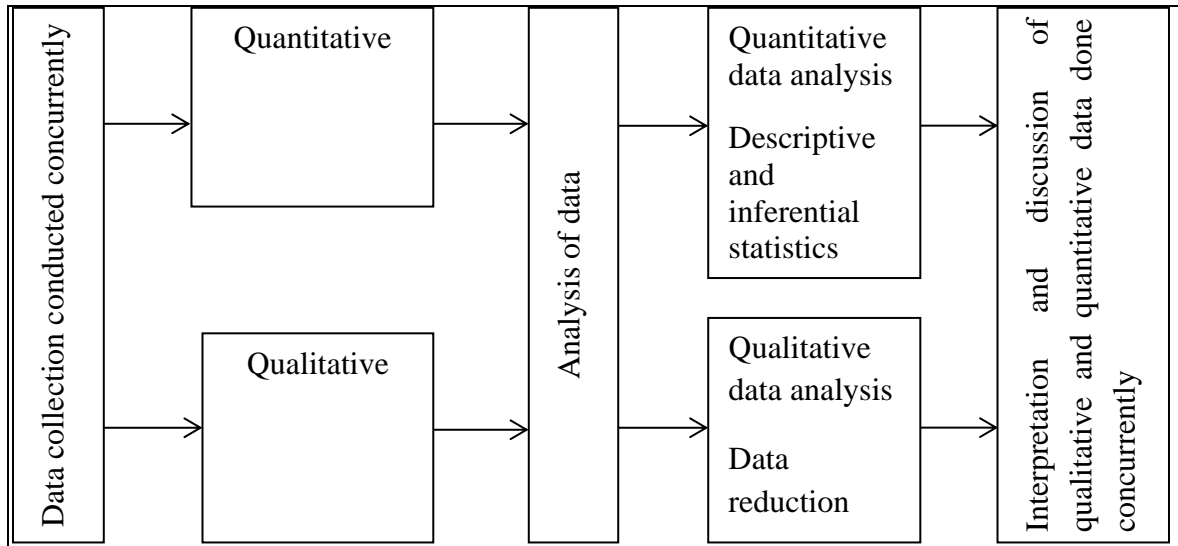 Data collection conducted concurrently
Quantitative
Qualitative
Analysis of data
Quantitative
data analysis
Descriptive
and
inferential
statistics
Qualitative
data analysis
Data
reduction
Interpretation and discussion of
qualitative and quantitative data done
concurrently